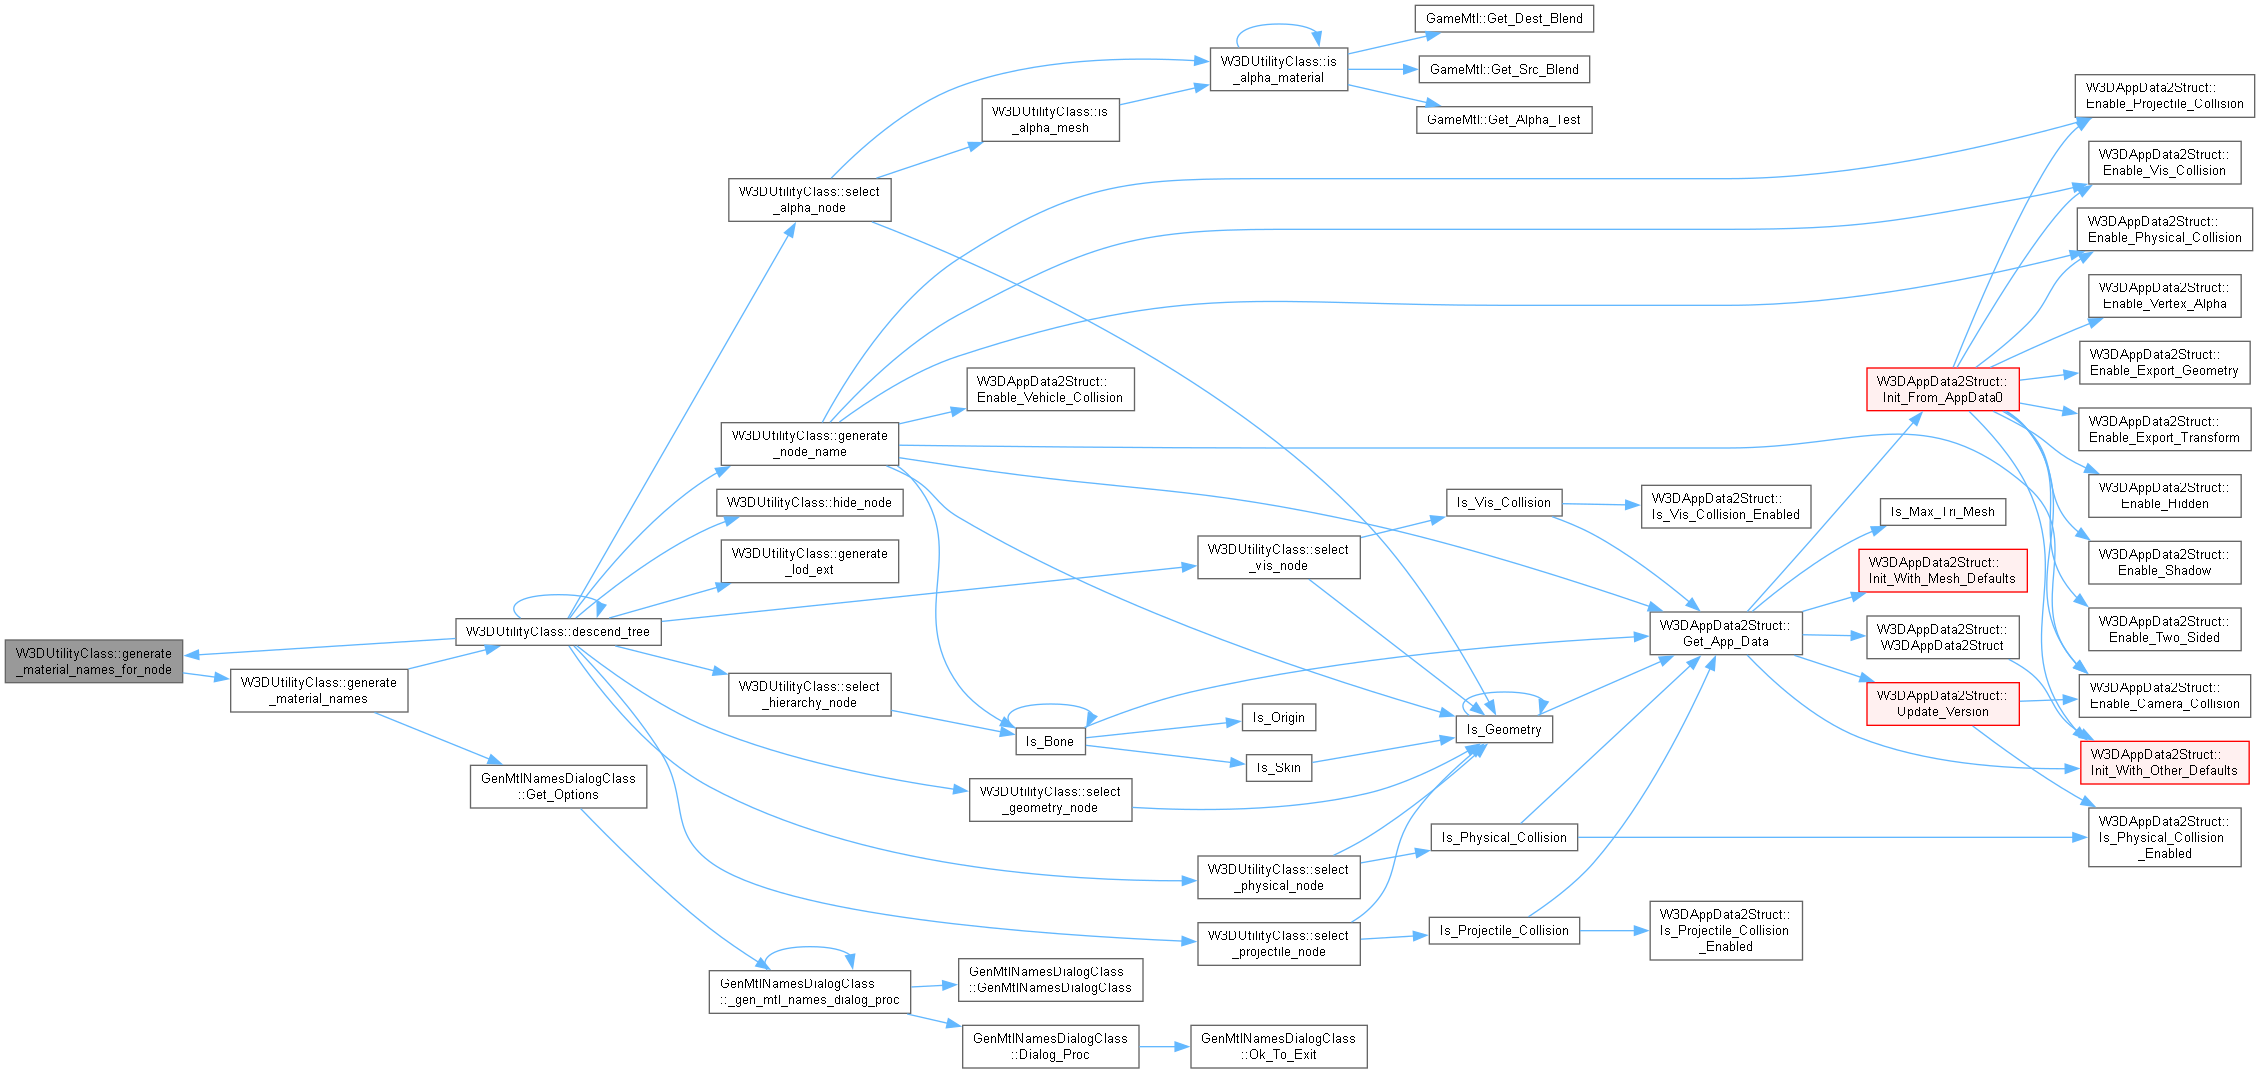 W3DUtilityClass::generate
_material_names_for_node
W3DUtilityClass::generate
_material_names
W3DUtilityClass::descend_tree
GenMtlNamesDialogClass
::Get_Options
W3DUtilityClass::select
_alpha_node
W3DUtilityClass::generate
_node_name
W3DUtilityClass::hide_node
W3DUtilityClass::generate
_lod_ext
W3DUtilityClass::select
_hierarchy_node
GenMtlNamesDialogClass
::_gen_mtl_names_dialog_proc
W3DUtilityClass::is
_alpha_mesh
W3DAppData2Struct::
Enable_Vehicle_Collision
W3DUtilityClass::select
_geometry_node
GenMtlNamesDialogClass
::GenMtlNamesDialogClass
GenMtlNamesDialogClass
::Dialog_Proc
Is_Bone
W3DUtilityClass::is
_alpha_material
W3DUtilityClass::select
_vis_node
Is_Origin
Is_Skin
W3DUtilityClass::select
_physical_node
W3DUtilityClass::select
_projectile_node
GenMtlNamesDialogClass
::Ok_To_Exit
GameMtl::Get_Dest_Blend
GameMtl::Get_Src_Blend
GameMtl::Get_Alpha_Test
Is_Vis_Collision
Is_Geometry
Is_Physical_Collision
Is_Projectile_Collision
W3DAppData2Struct::
Is_Vis_Collision_Enabled
W3DAppData2Struct::
Get_App_Data
W3DAppData2Struct::
Is_Projectile_Collision
_Enabled
W3DAppData2Struct::
Init_From_AppData0
Is_Max_Tri_Mesh
W3DAppData2Struct::
Init_With_Mesh_Defaults
W3DAppData2Struct::
W3DAppData2Struct
W3DAppData2Struct::
Update_Version
W3DAppData2Struct::
Enable_Projectile_Collision
W3DAppData2Struct::
Enable_Vis_Collision
W3DAppData2Struct::
Enable_Physical_Collision
W3DAppData2Struct::
Enable_Vertex_Alpha
W3DAppData2Struct::
Enable_Export_Geometry
W3DAppData2Struct::
Enable_Export_Transform
W3DAppData2Struct::
Enable_Hidden
W3DAppData2Struct::
Enable_Shadow
W3DAppData2Struct::
Enable_Two_Sided
W3DAppData2Struct::
Enable_Camera_Collision
W3DAppData2Struct::
Init_With_Other_Defaults
W3DAppData2Struct::
Is_Physical_Collision
_Enabled